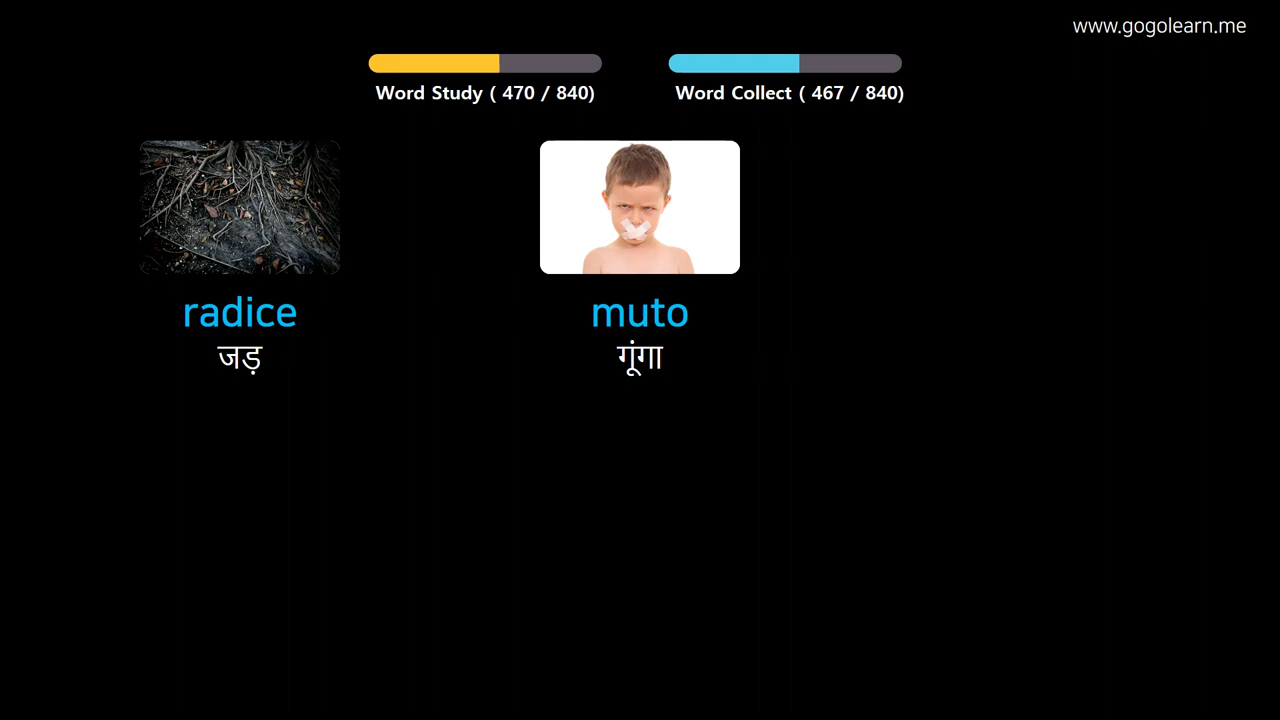 www.gogolearn.me
Word Study ( 470 / 840)
Word Collect ( 467 / 840)
radice
जड़
muto
गूंगा